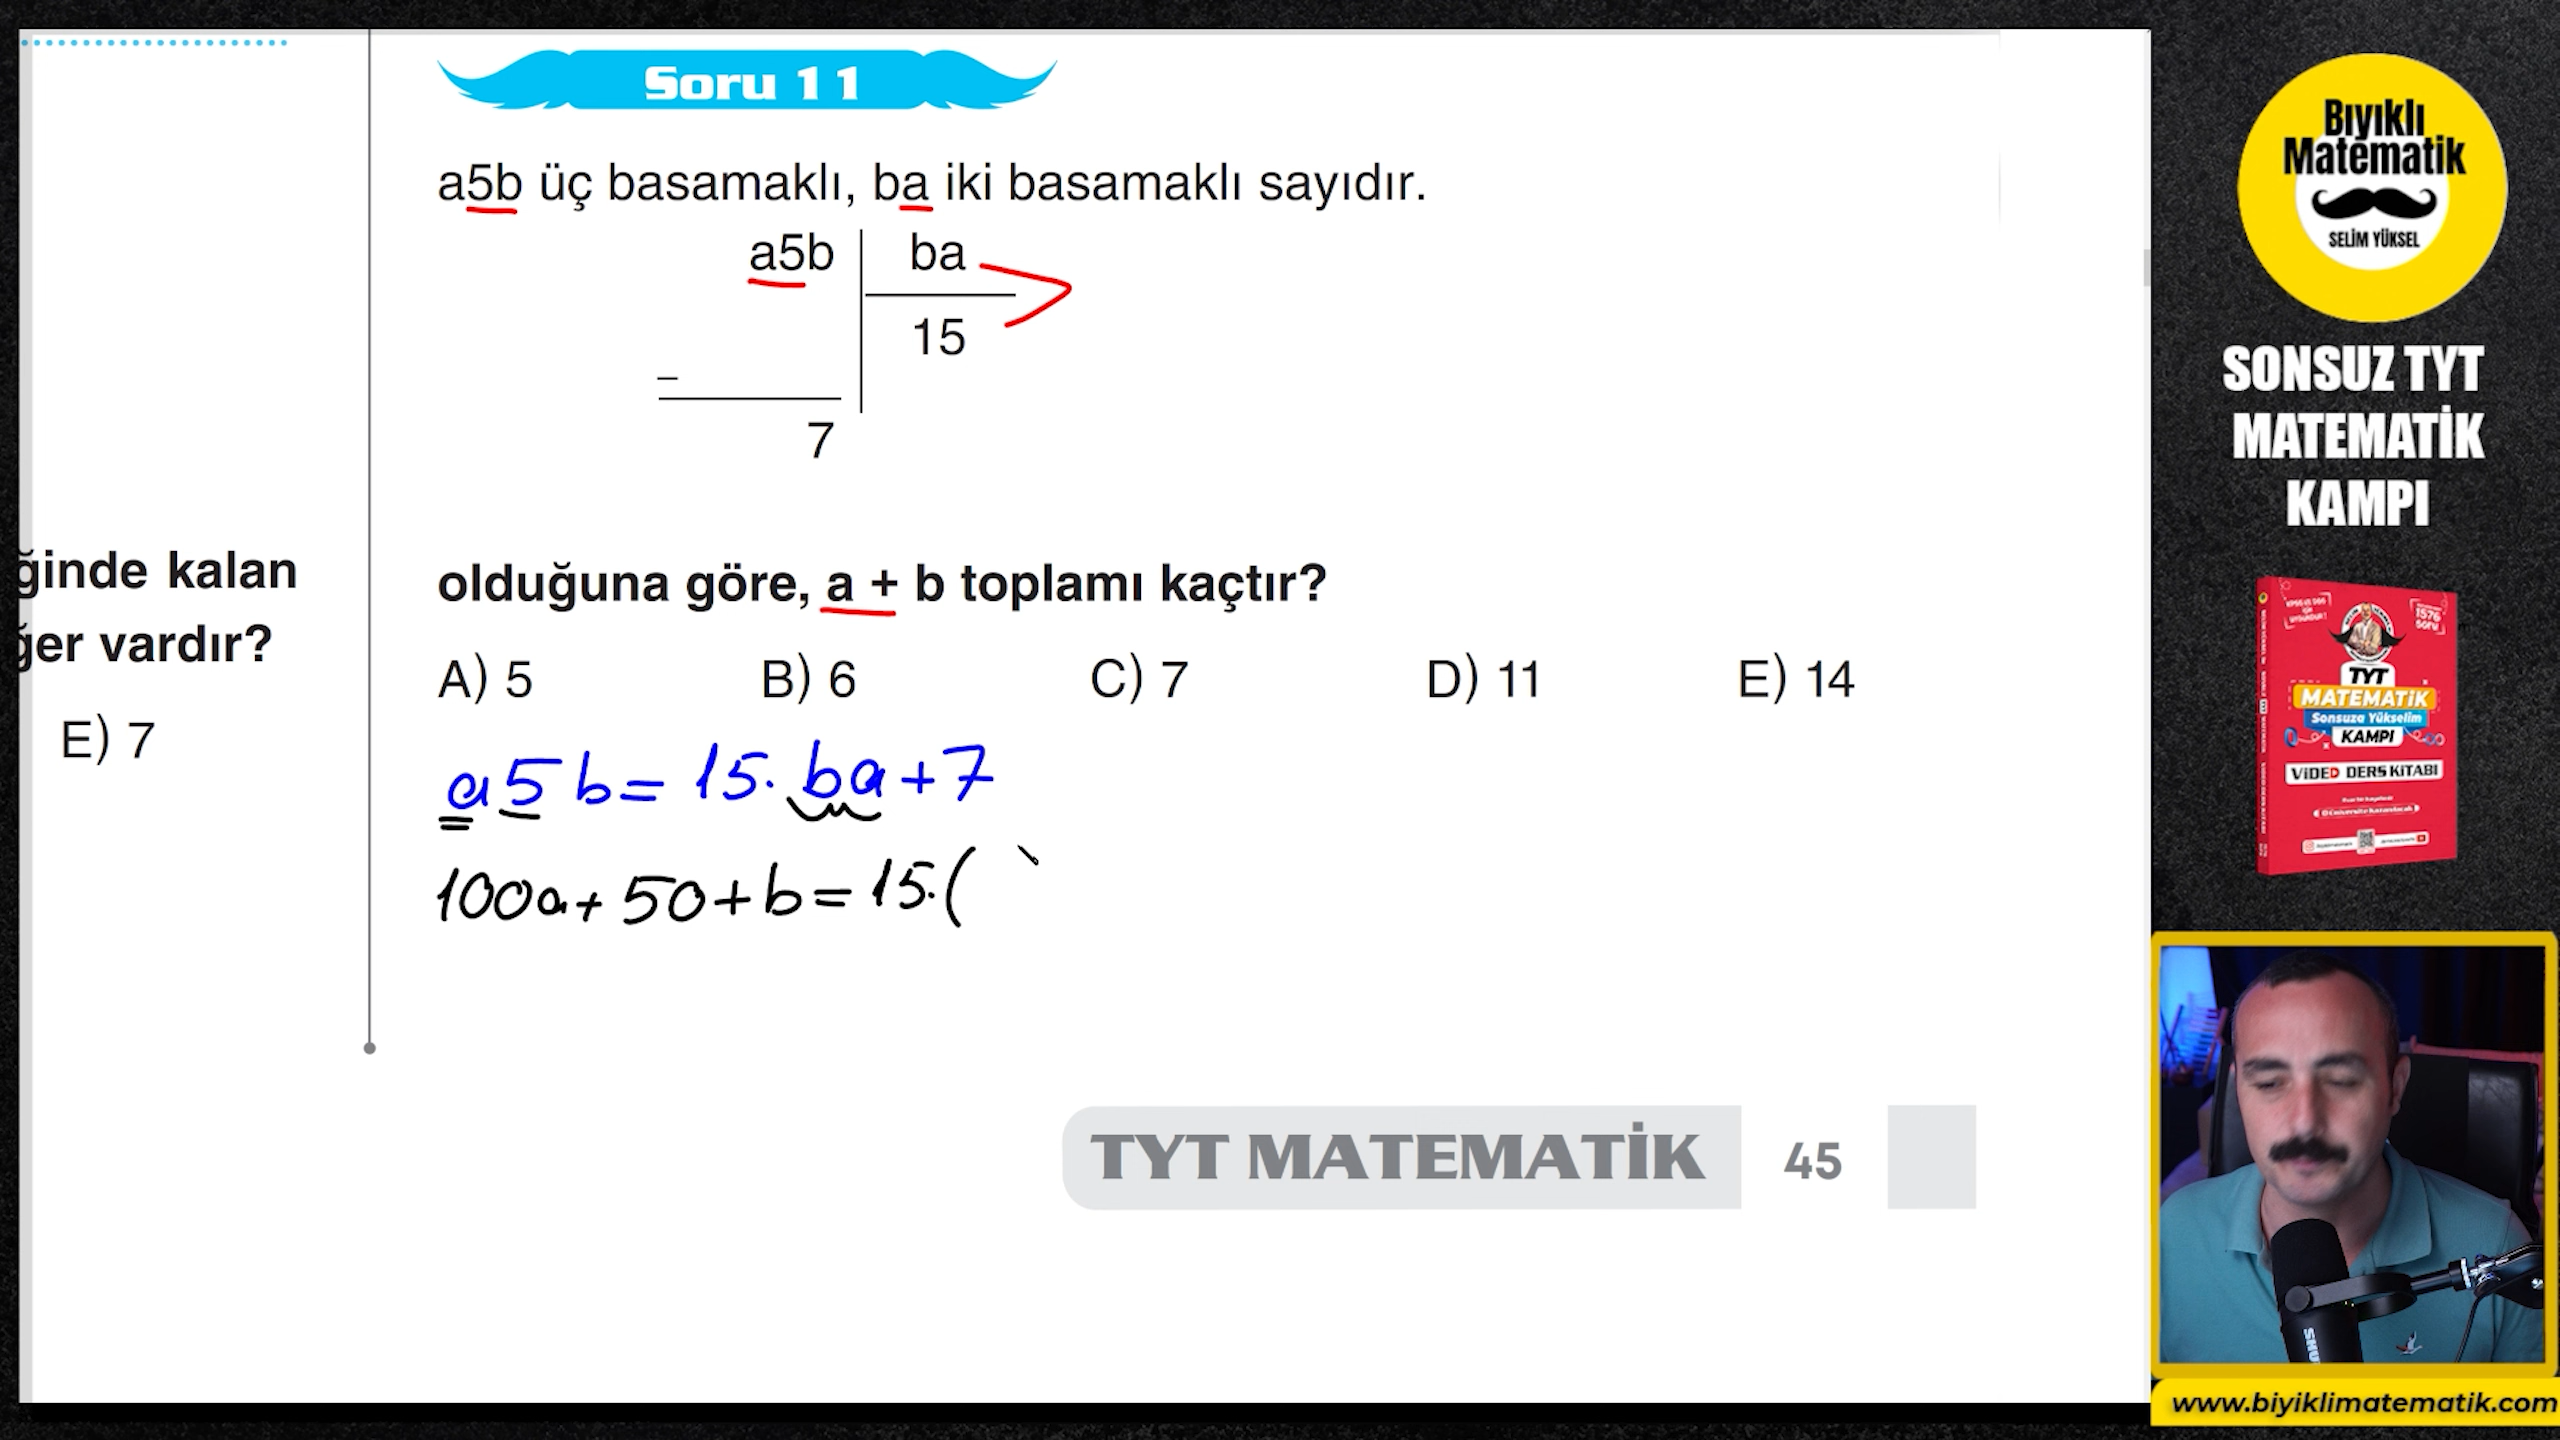 Soru 11
a5b üç basamaklı, ba iki basamaklı sayıdır.
a5b ba
15
–
7
olduğuna göre, a + b toplamı kaçtır?
A) 5 B) 6 C) 7 D) 11 E) 14
a5b = 15. ba + 7
100a + 50 + b = 15. (
ğinde kalan
ğer vardır?
E) 7
TYT MATEMATİK 45
Bıyıklı
Matematik
SELİM YÜKSEL
SONSUZ TYT
MATEMATİK
KAMPI
TYT
MATEMATİK
Sonsuza Yükselim
KAMPI
VİDEO DERS KİTABI
www.biyiklimatematik.com